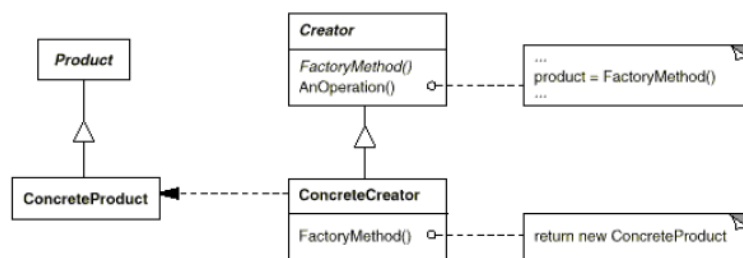 Creator
Product
FactoryMethod()
AnOperation()
...
product = FactoryMethod()
...
ConcreteProduct
ConcreteCreator
FactoryMethod()
return new ConcreteProduct